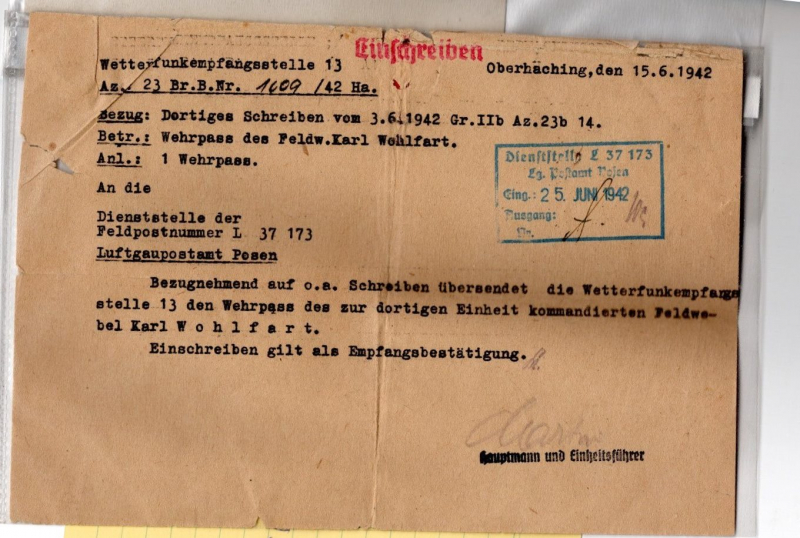 Einschreiben
Wetterfunkempfangsstelle 13
Oberhaching,den 15.6.1942
Az. 23 Br.B.Nr. 1609 /42 Ha.
Bezug: Dortiges Schreiben vom 3.6.1942 Gr.IIb Az.23b 14.
Betr.: Wehrpass des Feldw.Karl Wohlfart.
Anl.: 1 Wehrpass.
Dienststelle L 37 173
Lg. Postamt Posen
Eing.: 25. JUNI 1942
Ausgang:
Nr.
An die
Dienststelle der
Feldpostnummer L 37 173
Luftgaupostamt Posen
Bezugnehmend auf o.a. Schreiben übersendet die Wetterfunkempfangs
stelle 13 den Wehrpass des zur dortigen Einheit kommandierten Feldwe-
bel Karl W o h l f a r t.
Einschreiben gilt als Empfangsbestätigung.
Hauptmann und Einheitsführer